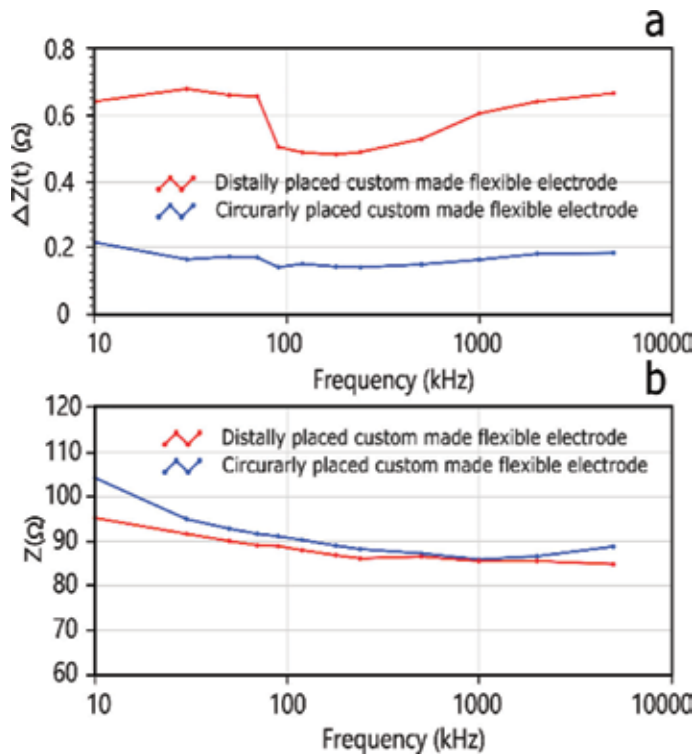 a
0.8
0.6
0.4
0.2
0
ΔZ(t) (Ω)
Distally placed custom made flexible electrode
Circurarly placed custom made flexible electrode
10 100 1000 10000
Frequency (kHz)
b
120
110
100
90
80
70
60
Z(Ω)
Distally placed custom made flexible electrode
Circurarly placed custom made flexible electrode
10 100 1000 10000
Frequency (kHz)